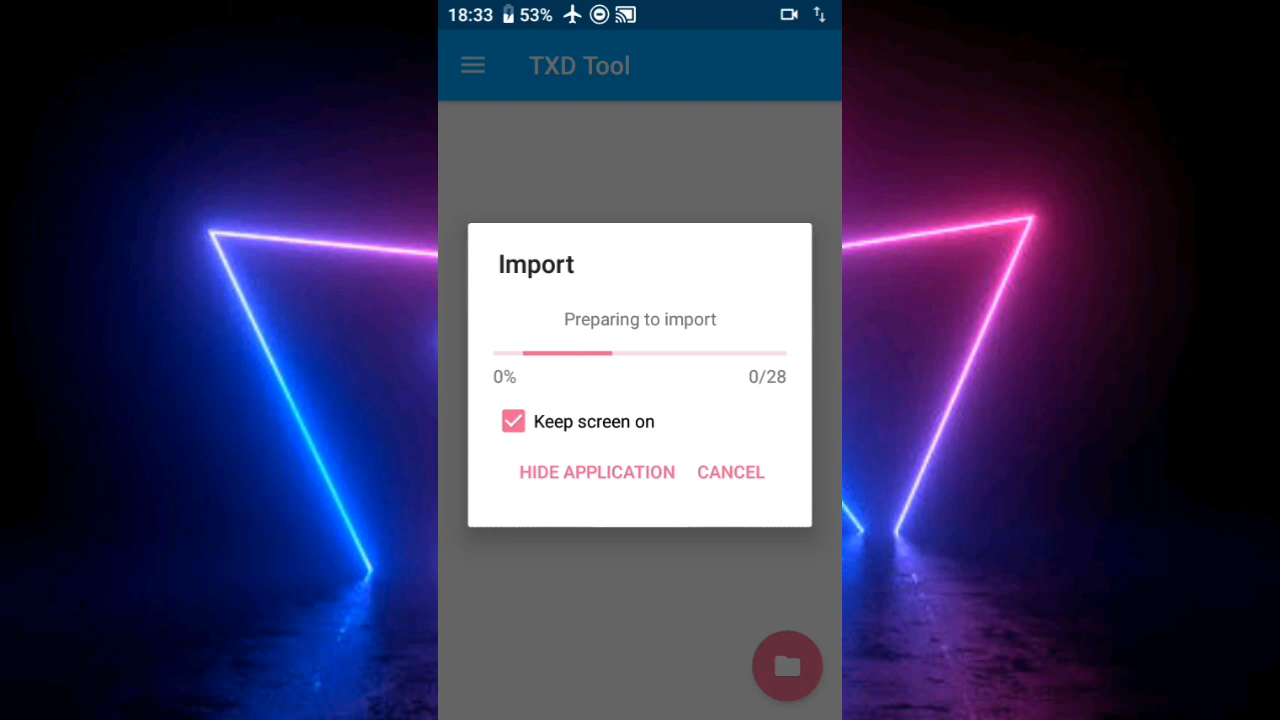 18:33 53%
TXD Tool
Import
Preparing to import
0% 0/28
Keep screen on
HIDE APPLICATION CANCEL